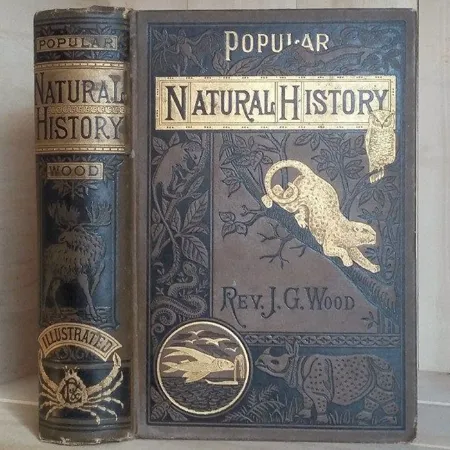 POPULAR
NATURAL
HISTORY
WOOD
ILLUSTRATED
POPULAR
NATURAL HISTORY
REV. J. G. WOOD